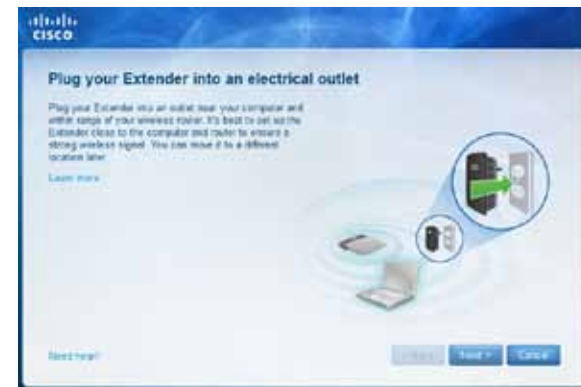 CISCO
Plug your Extender into an electrical outlet
Plug your Extender into an outlet near your computer and
within range of your wireless router. It's best to set up the
Extender close to the computer and router to ensure a
strong wireless signal. You can move it to a different
location later
Learn more
Need help?
Next >
Cancel